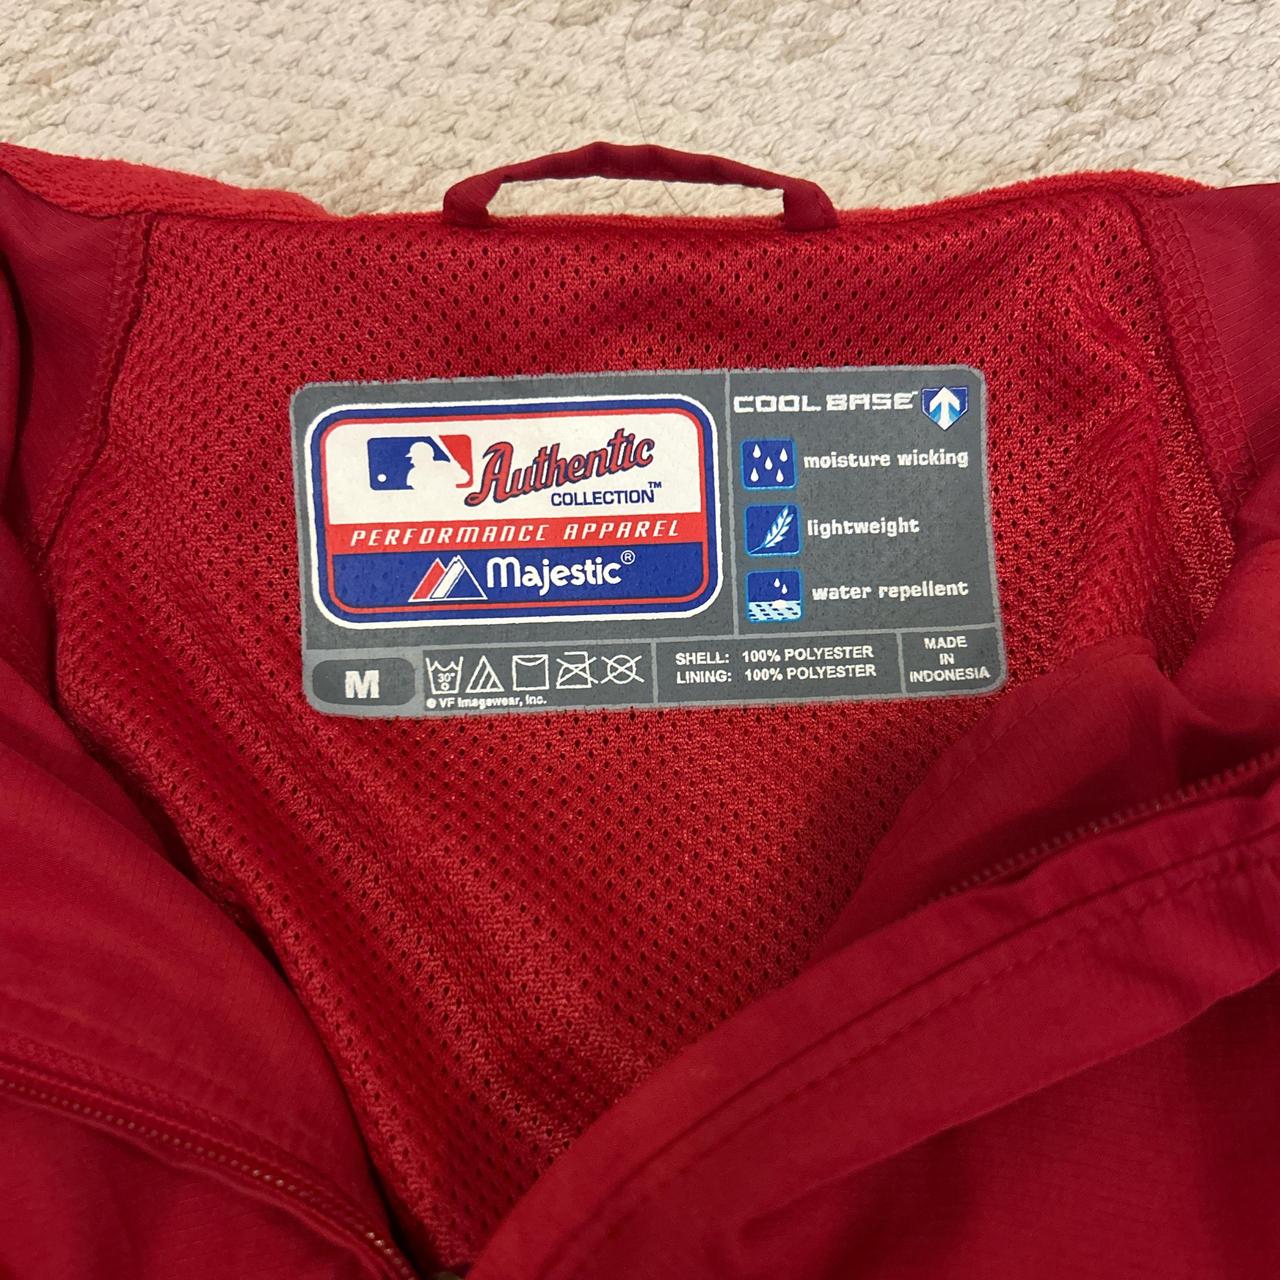 Authentic
COLLECTION™
PERFORMANCE APPAREL
Majestic®
COOL BASE™
moisture wicking
lightweight
water repellent
M
30°
© VF Imagewear, Inc.
SHELL: 100% POLYESTER
LINING: 100% POLYESTER
MADE
IN
INDONESIA